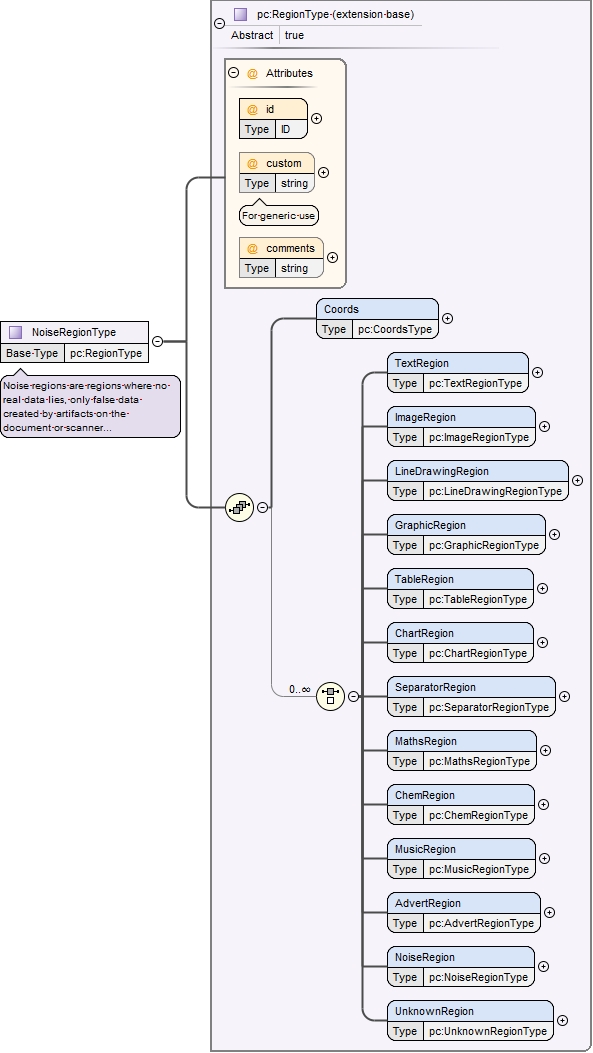 pc:RegionType (extension base)
Abstract true
@ Attributes
@ id
Type ID
@ custom
Type string
For generic use
@ comments
Type string
NoiseRegionType
Base Type pc:RegionType
Noise regions are regions where no
real data lies, only false data
created by artifacts on the
document or scanner...
Coords
Type pc:CoordsType
0..∞
TextRegion
Type pc:TextRegionType
ImageRegion
Type pc:ImageRegionType
LineDrawingRegion
Type pc:LineDrawingRegionType
GraphicRegion
Type pc:GraphicRegionType
TableRegion
Type pc:TableRegionType
ChartRegion
Type pc:ChartRegionType
SeparatorRegion
Type pc:SeparatorRegionType
MathsRegion
Type pc:MathsRegionType
ChemRegion
Type pc:ChemRegionType
MusicRegion
Type pc:MusicRegionType
AdvertRegion
Type pc:AdvertRegionType
NoiseRegion
Type pc:NoiseRegionType
UnknownRegion
Type pc:UnknownRegionType